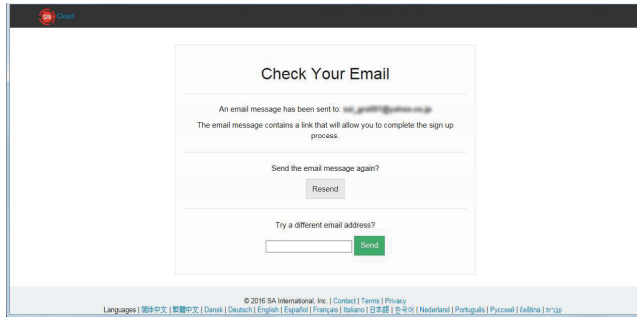 SAi Cloud
Check Your Email
An email message has been sent to:
The email message contains a link that will allow you to complete the sign up
process.
Send the email message again?
Resend
Try a different email address?
Send
© 2016 SA International, Inc. | Contact | Terms | Privacy
Languages | 简体中文 | 繁體中文 | Dansk | Deutsch | English | Español | Français | Italiano | 日本語 | 한국어 | Nederland | Português | Русский | čeština | עברית